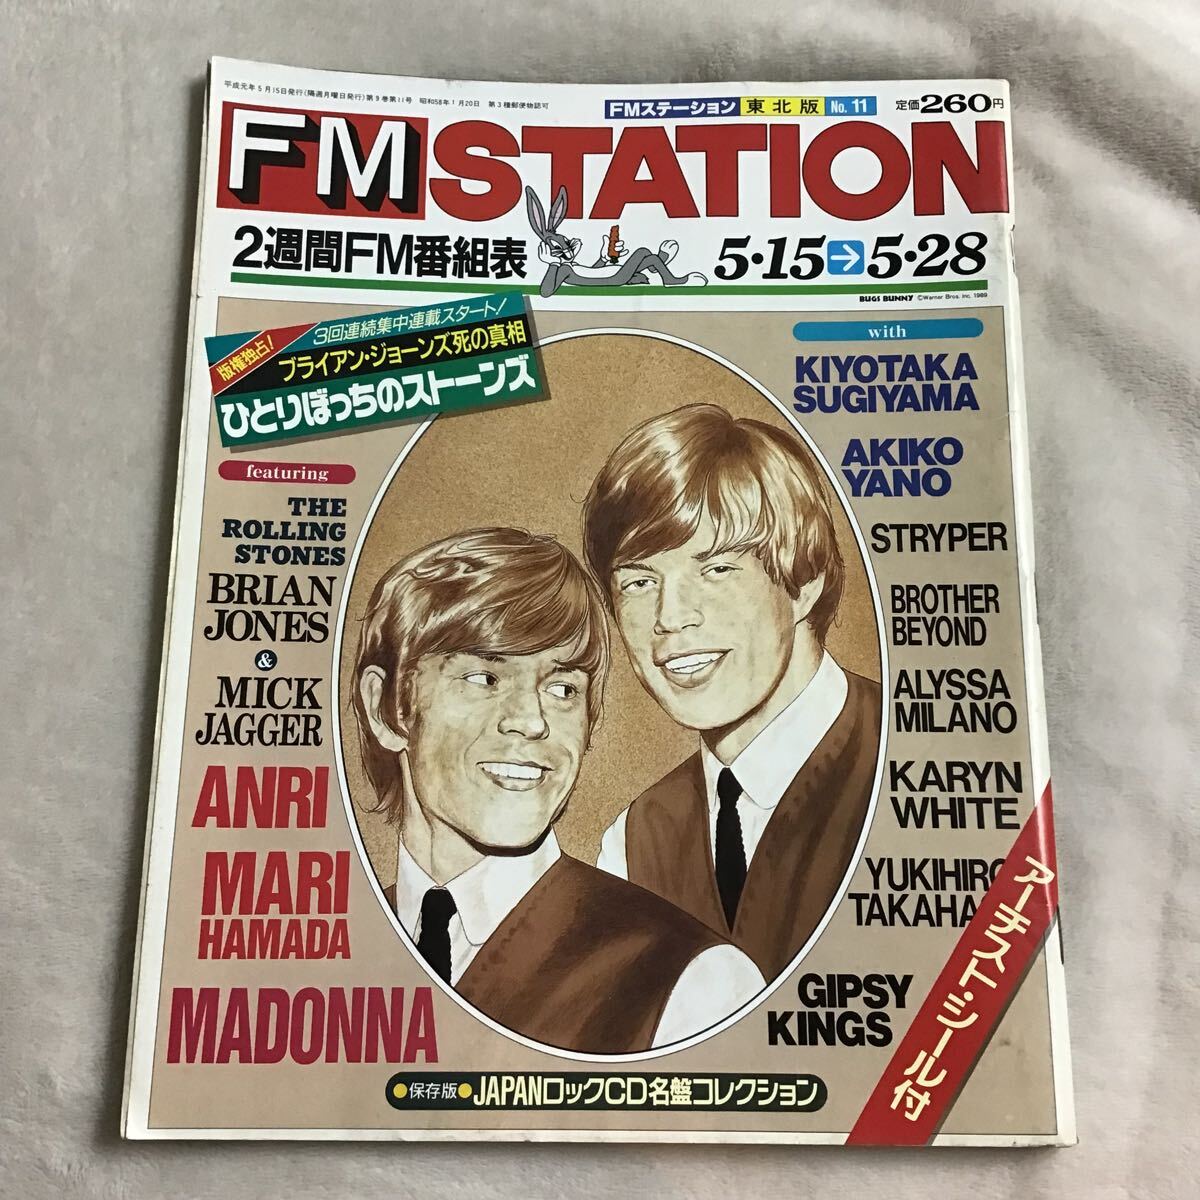 平成元年5月15日発行(隔週月曜日発行)第9巻第11号 昭和58年1月20日 第3種郵便物認可
FMステーション 東北版 No. 11 定価260円
FM STATION
2週間FM番組表
5・15→5・28
BUGS BUNNY ©Warner Bros. Inc. 1989
版権独占!
3回連続集中連載スタート!
ブライアン・ジョーンズ死の真相
ひとりぼっちのストーンズ
featuring
THE
ROLLING
STONES
BRIAN
JONES
&
MICK
JAGGER
ANRI
MARI
HAMADA
MADONNA
with
KIYOTAKA
SUGIYAMA
AKIKO
YANO
STRYPER
BROTHER
BEYOND
ALYSSA
MILANO
KARYN
WHITE
YUKIHIRO
TAKAHA
GIPSY
KINGS
アーチスト・シール付
●保存版●JAPANロックCD名盤コレクション